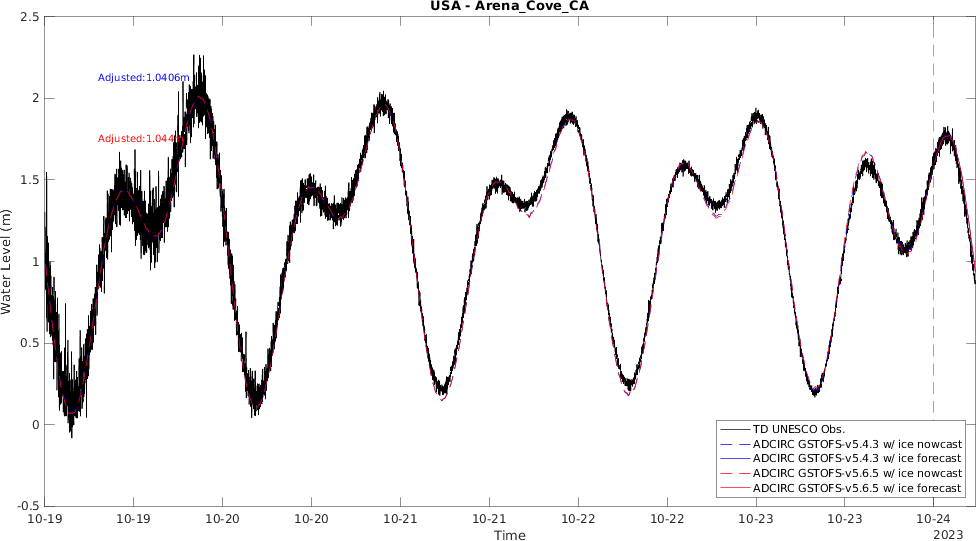 USA - Arena_Cove_CA
2.5
2
1.5
1
0.5
0
-0.5
Water Level (m)
Adjusted:1.0406m
Adjusted:1.044
TD UNESCO Obs.
ADCIRC GSTOFS-v5.4.3 w/ ice nowcast
ADCIRC GSTOFS-v5.4.3 w/ ice forecast
ADCIRC GSTOFS-v5.6.5 w/ ice nowcast
ADCIRC GSTOFS-v5.6.5 w/ ice forecast
10-19 10-19 10-20 10-20 10-21 10-21 10-22 10-22 10-23 10-23 10-24
Time 2023